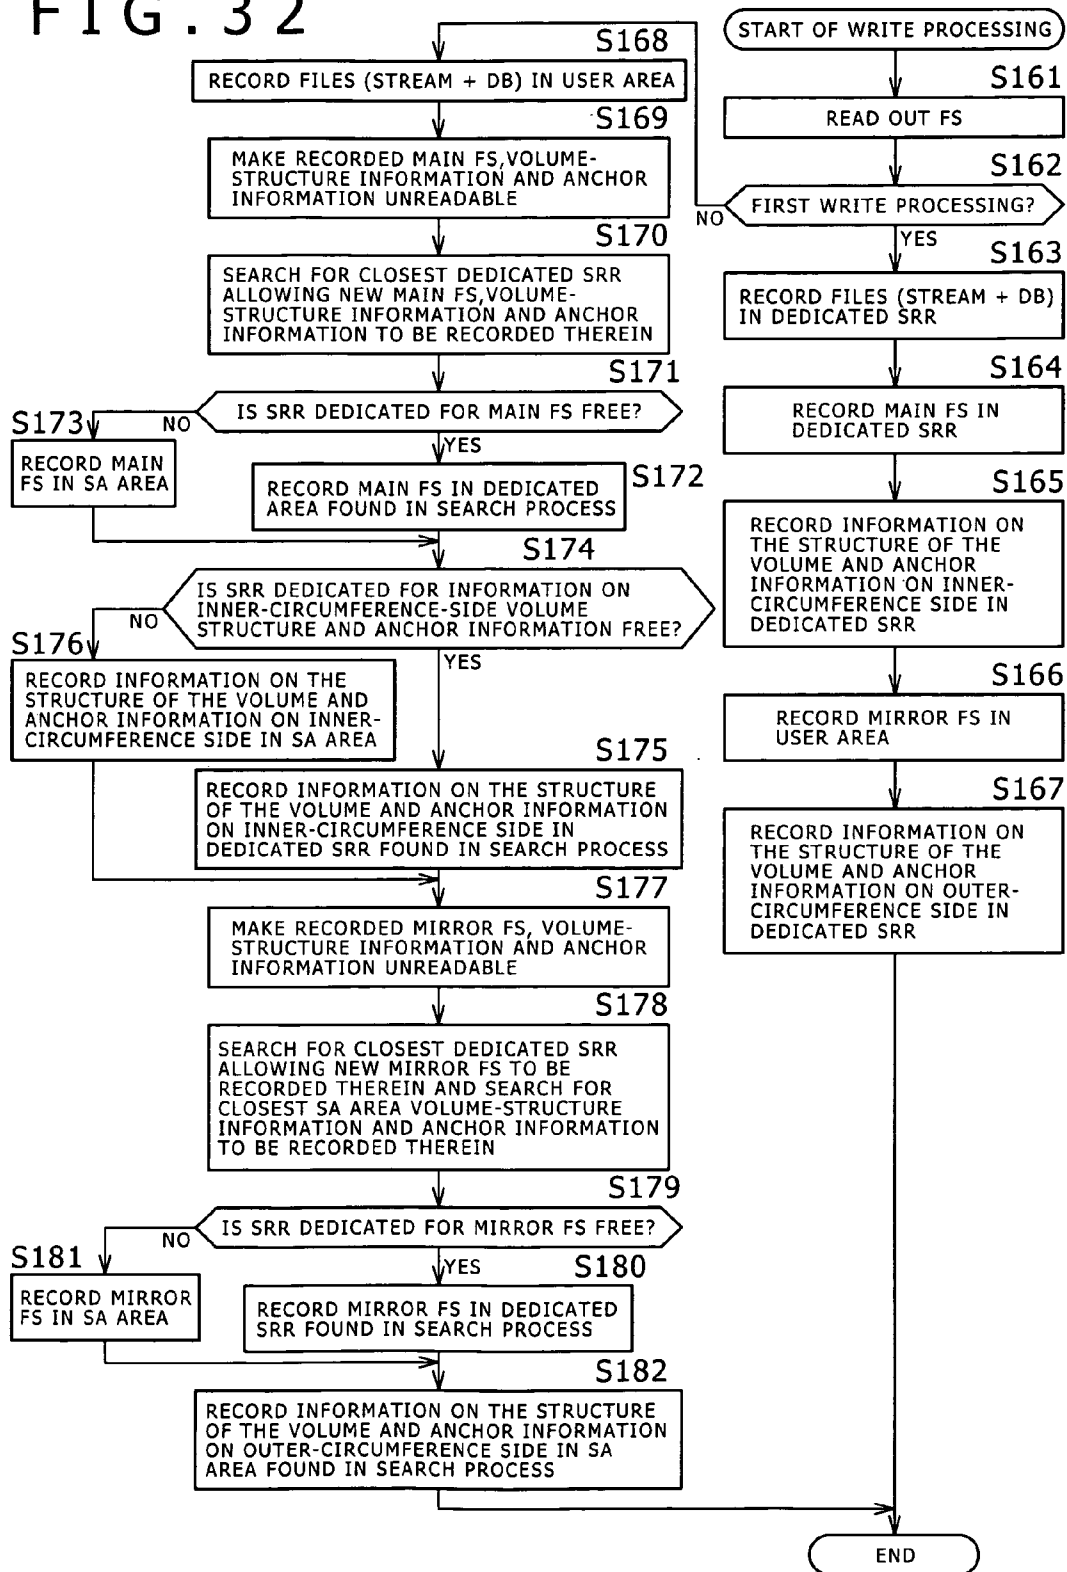 FIG.32
START OF WRITE PROCESSING
S161
READ OUT FS
S162
FIRST WRITE PROCESSING?
NO
YES
S163
RECORD FILES (STREAM + DB)
IN DEDICATED SRR
S164
RECORD MAIN FS IN
DEDICATED SRR
S165
RECORD INFORMATION ON
THE STRUCTURE OF THE
VOLUME AND ANCHOR
INFORMATION ON INNER-
CIRCUMFERENCE SIDE IN
DEDICATED SRR
S166
RECORD MIRROR FS IN
USER AREA
S167
RECORD INFORMATION ON
THE STRUCTURE OF THE
VOLUME AND ANCHOR
INFORMATION ON OUTER-
CIRCUMFERENCE SIDE IN
DEDICATED SRR
S168
RECORD FILES (STREAM + DB) IN USER AREA
S169
MAKE RECORDED MAIN FS,VOLUME-
STRUCTURE INFORMATION AND ANCHOR
INFORMATION UNREADABLE
S170
SEARCH FOR CLOSEST DEDICATED SRR
ALLOWING NEW MAIN FS,VOLUME-
STRUCTURE INFORMATION AND ANCHOR
INFORMATION TO BE RECORDED THEREIN
S171
IS SRR DEDICATED FOR MAIN FS FREE?
NO
YES
S173
RECORD MAIN
FS IN SA AREA
S172
RECORD MAIN FS IN DEDICATED
AREA FOUND IN SEARCH PROCESS
S174
IS SRR DEDICATED FOR INFORMATION ON
INNER-CIRCUMFERENCE-SIDE VOLUME
STRUCTURE AND ANCHOR INFORMATION FREE?
NO
YES
S176
RECORD INFORMATION ON THE
STRUCTURE OF THE VOLUME AND
ANCHOR INFORMATION ON INNER-
CIRCUMFERENCE SIDE IN SA AREA
S175
RECORD INFORMATION ON THE STRUCTURE
OF THE VOLUME AND ANCHOR INFORMATION
ON INNER-CIRCUMFERENCE SIDE IN
DEDICATED SRR FOUND IN SEARCH PROCESS
S177
MAKE RECORDED MIRROR FS, VOLUME-
STRUCTURE INFORMATION AND ANCHOR
INFORMATION UNREADABLE
S178
SEARCH FOR CLOSEST DEDICATED SRR
ALLOWING NEW MIRROR FS TO BE
RECORDED THEREIN AND SEARCH FOR
CLOSEST SA AREA VOLUME-STRUCTURE
INFORMATION AND ANCHOR INFORMATION
TO BE RECORDED THEREIN
S179
IS SRR DEDICATED FOR MIRROR FS FREE?
NO
YES
S181
RECORD MIRROR
FS IN SA AREA
S180
RECORD MIRROR FS IN DEDICATED
SRR FOUND IN SEARCH PROCESS
S182
RECORD INFORMATION ON THE STRUCTURE
OF THE VOLUME AND ANCHOR INFORMATION
ON OUTER-CIRCUMFERENCE SIDE IN SA
AREA FOUND IN SEARCH PROCESS
END